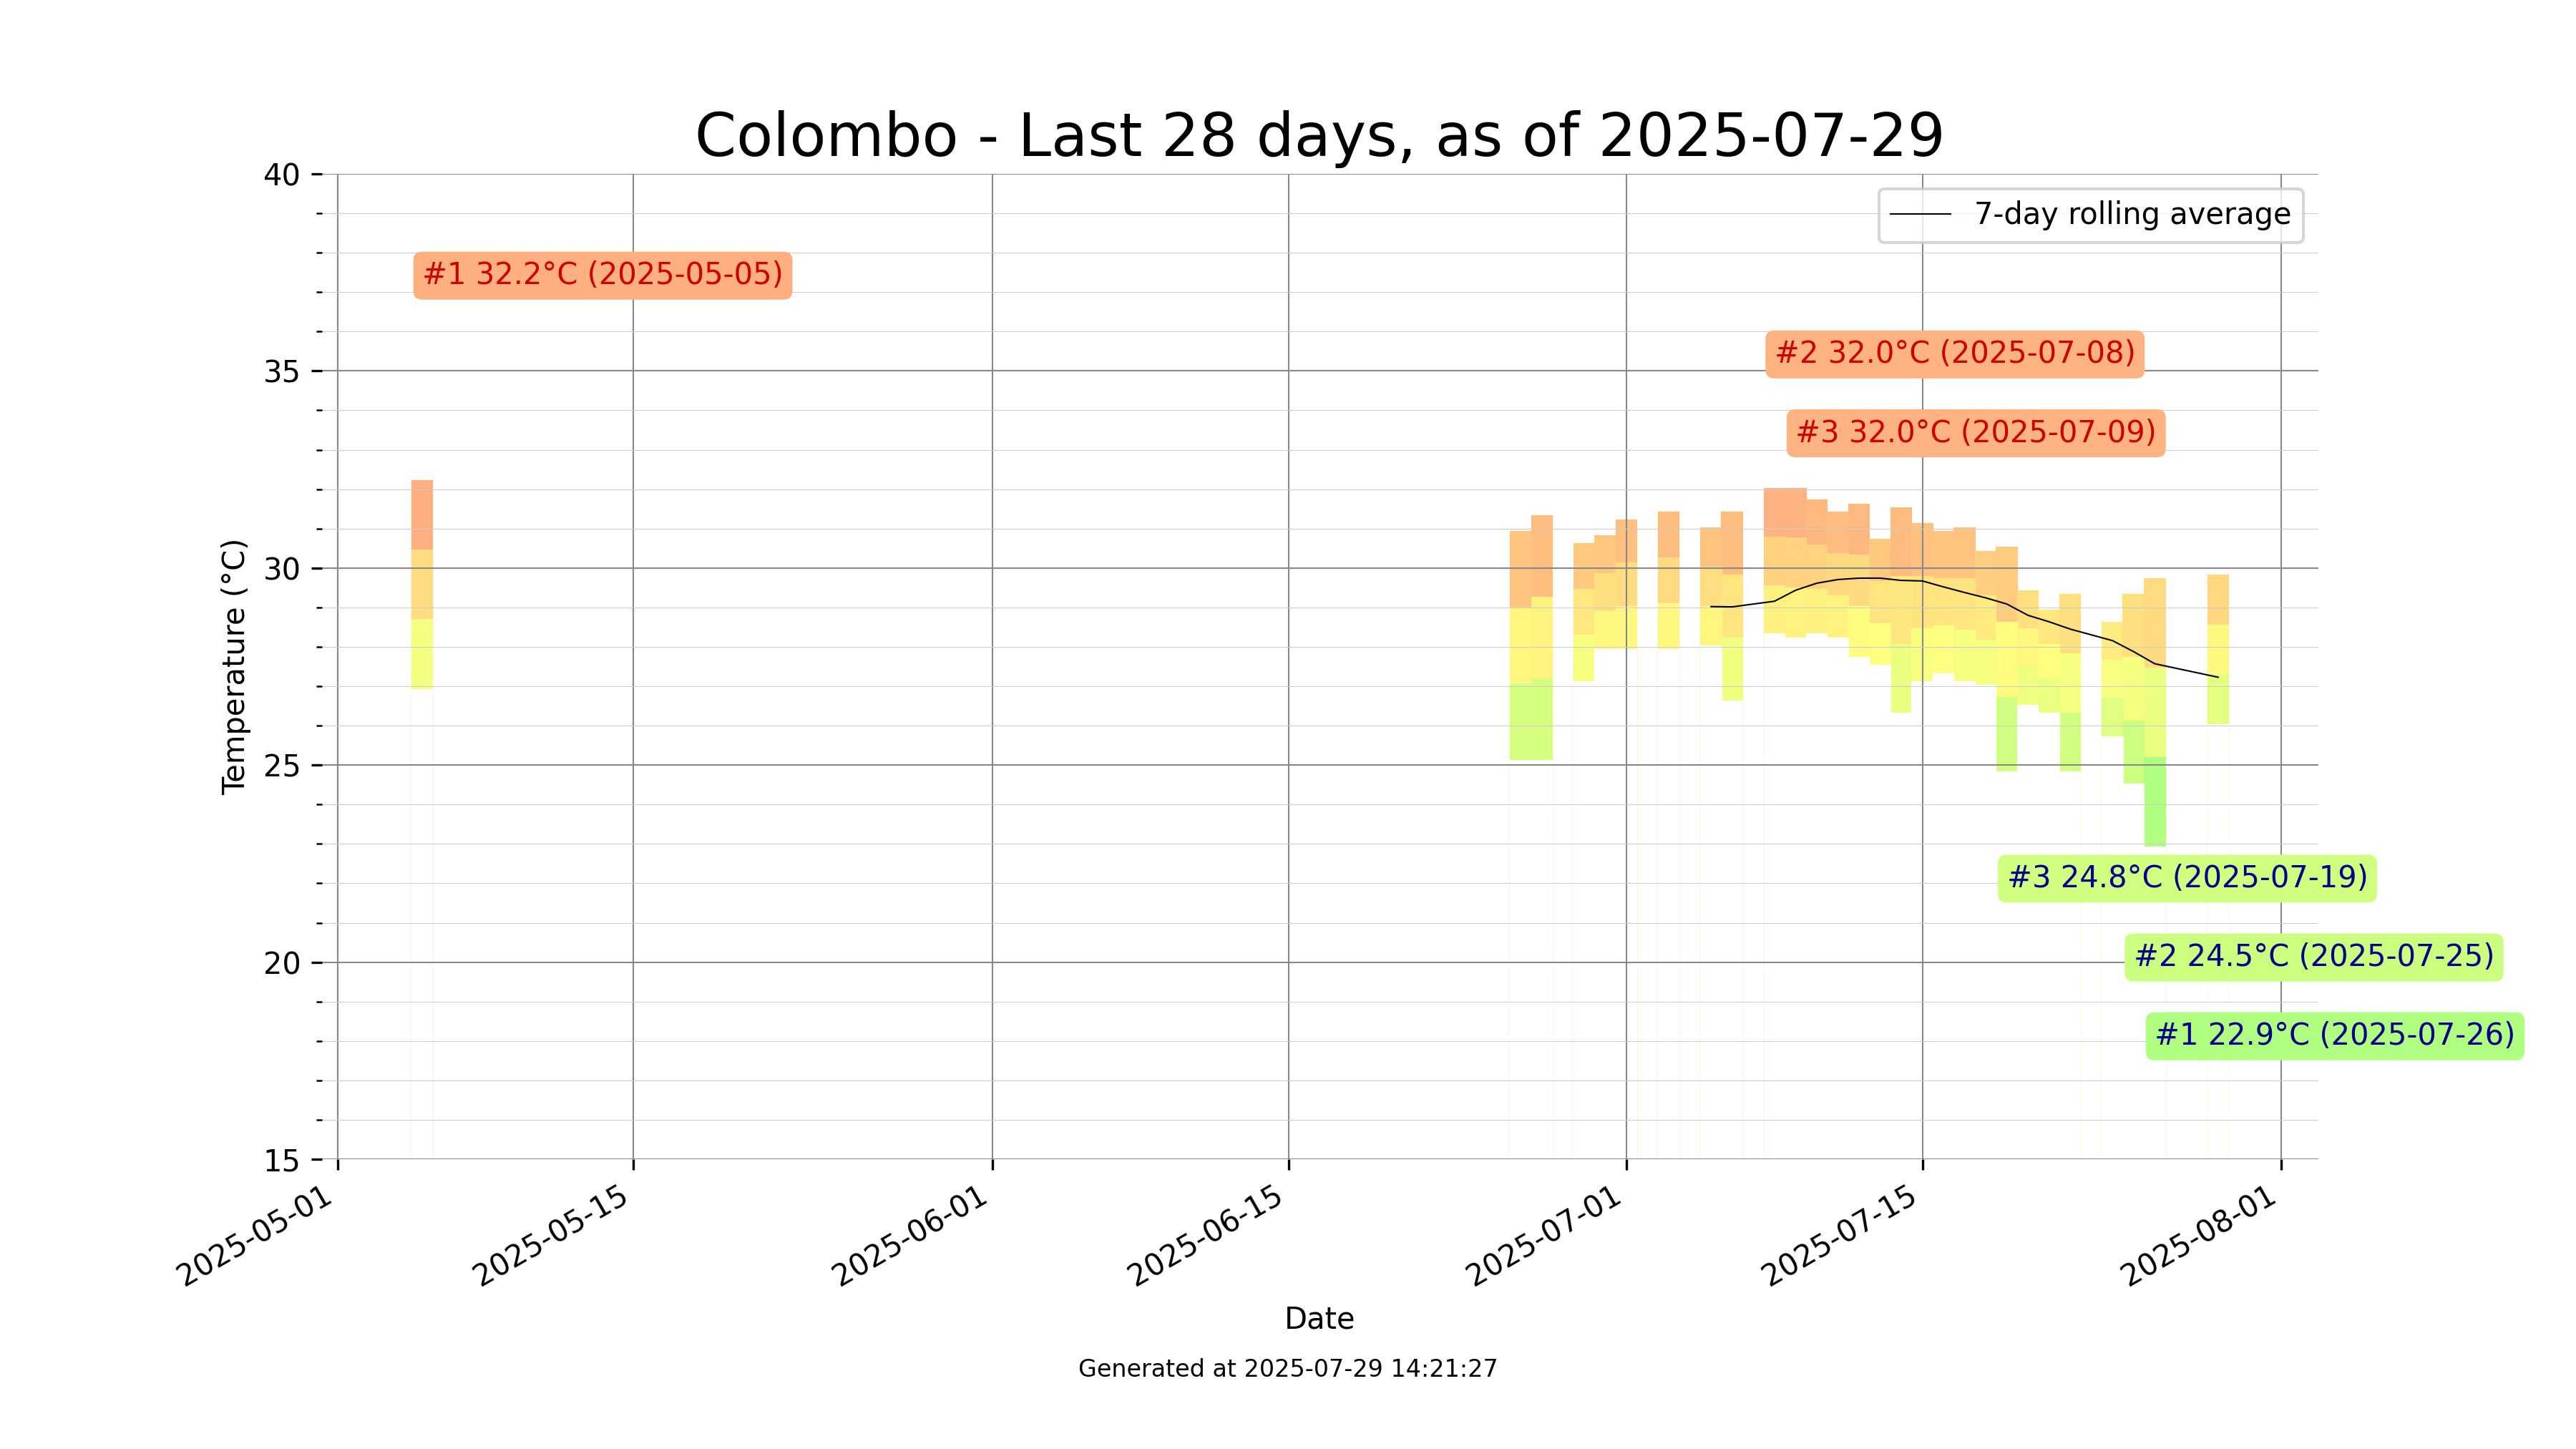 Colombo - Last 28 days, as of 2025-07-29
40
7-day rolling average
#1 32.2°C (2025-05-05)
#2 32.0°C (2025-07-08)
35
#3 32.0°C (2025-07-09)
30
Temperature (°C)
25
#3 24.8°C (2025-07-19)
20
#2 24.5°C (2025-07-25)
#1 22.9°C (2025-07-26)
15
2025-05-01
2025-05-15
2025-06-01
2025-06-15
2025-07-01
2025-07-15
2025-08-01
Date
Generated at 2025-07-29 14:21:27